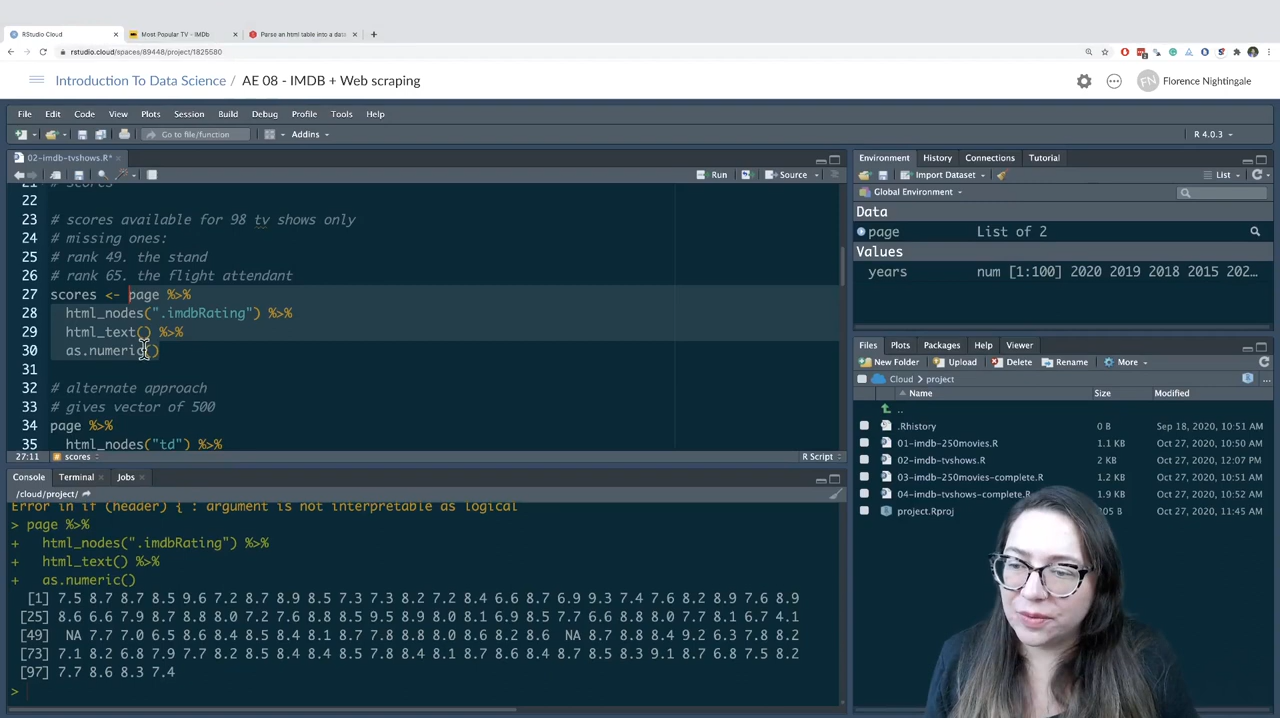 RStudio Cloud
Most Popular TV - IMDb
Parse an html table into a data
rstudio.cloud/spaces/89448/project/1825580
Introduction To Data Science / AE 08 - IMDB + Web scraping
FN
Florence Nightingale
File Edit Code View Plots Session Build Debug Profile Tools Help
Go to file/function
Addins
R 4.0.3
02-imdb-tvshows.R*
Run
Source
21 # scores
22
23 # scores available for 98 tv shows only
24 # missing ones:
25 # rank 49. the stand
26 # rank 65. the flight attendant
27 scores <- page %>%
28 html_nodes(".imdbRating") %>%
29 html_text() %>%
30 as.numeric()
31
32 # alternate approach
33 # gives vector of 500
34 page %>%
35 html_nodes("td") %>%
27:11 scores
R Script
Console Terminal Jobs
/cloud/project/
Error in if (header) { : argument is not interpretable as logical
> page %>%
+ html_nodes(".imdbRating") %>%
+ html_text() %>%
+ as.numeric()
[1] 7.5 8.7 8.7 8.5 9.6 7.2 8.7 8.9 8.5 7.3 7.3 8.2 7.2 8.4 6.6 8.7 6.9 9.3 7.4 7.6 8.2 8.9 7.6 8.9
[25] 8.6 6.6 7.9 8.7 8.8 8.0 7.2 7.6 8.8 8.5 9.5 8.9 8.0 8.1 6.9 8.5 7.7 6.6 8.8 8.0 7.7 8.1 6.7 4.1
[49] NA 7.7 7.0 6.5 8.6 8.4 8.5 8.4 8.1 8.7 8.6 8.4 7.9 8.8 8.8 8.0 8.6 8.2 8.6 NA 8.7 8.8 8.4 9.2 6.3 7.8 8.2
[73] 7.1 8.2 6.8 7.9 7.7 8.2 8.5 8.4 8.4 8.5 7.8 8.4 8.1 8.7 8.6 8.4 8.7 8.5 8.3 9.1 8.7 6.8 7.5 8.2
[97] 7.7 8.6 8.3 7.4
>
Environment History Connections Tutorial
Import Dataset
List
Global Environment
Data
page List of 2
Values
years num [1:100] 2020 2019 2018 2015 202…
Files Plots Packages Help Viewer
New Folder Upload Delete Rename More
Cloud > project
...
Name Size Modified
..
.Rhistory 0 B Sep 18, 2020, 10:51 AM
01-imdb-250movies.R 1.1 KB Oct 27, 2020, 10:50 AM
02-imdb-tvshows.R 2 KB Oct 27, 2020, 12:07 PM
03-imdb-250movies-complete.R 1.2 KB Oct 27, 2020, 10:51 AM
04-imdb-tvshows-complete.R 1.9 KB Oct 27, 2020, 10:52 AM
project.Rproj 205 B Oct 27, 2020, 11:45 AM